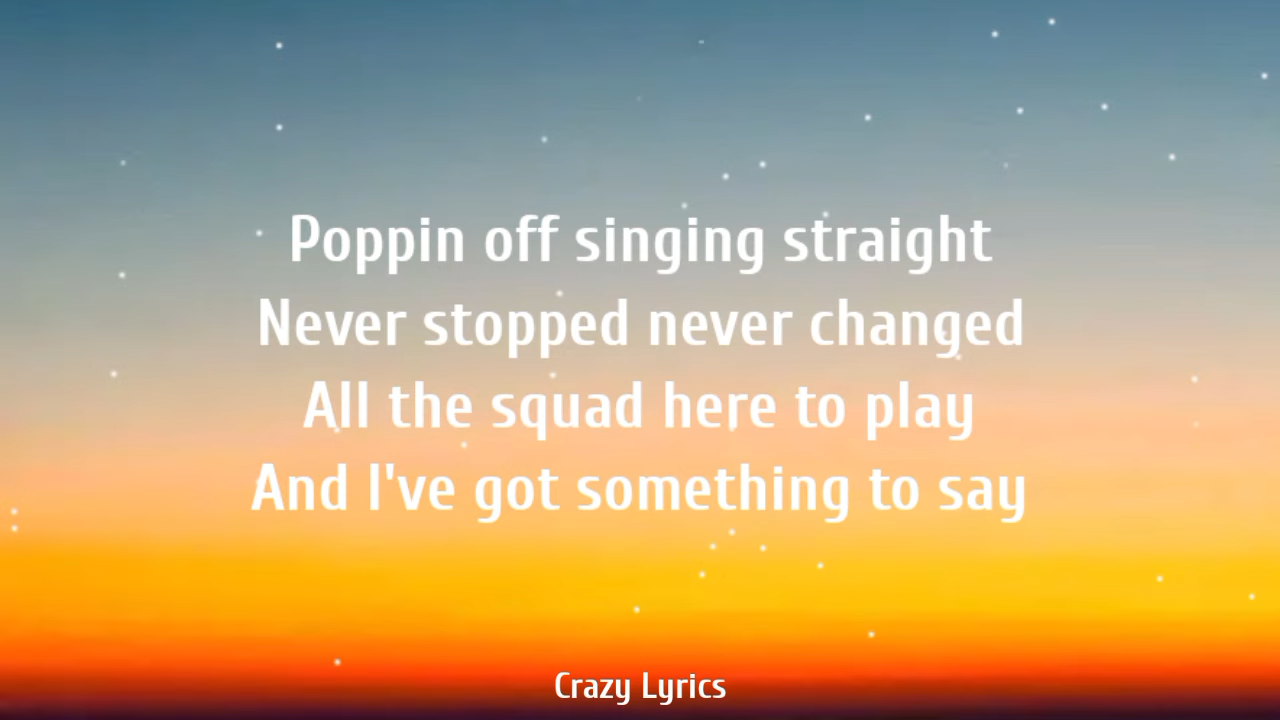 Poppin off singing straight
Never stopped never changed
All the squad here to play
And I've got something to say
Crazy Lyrics